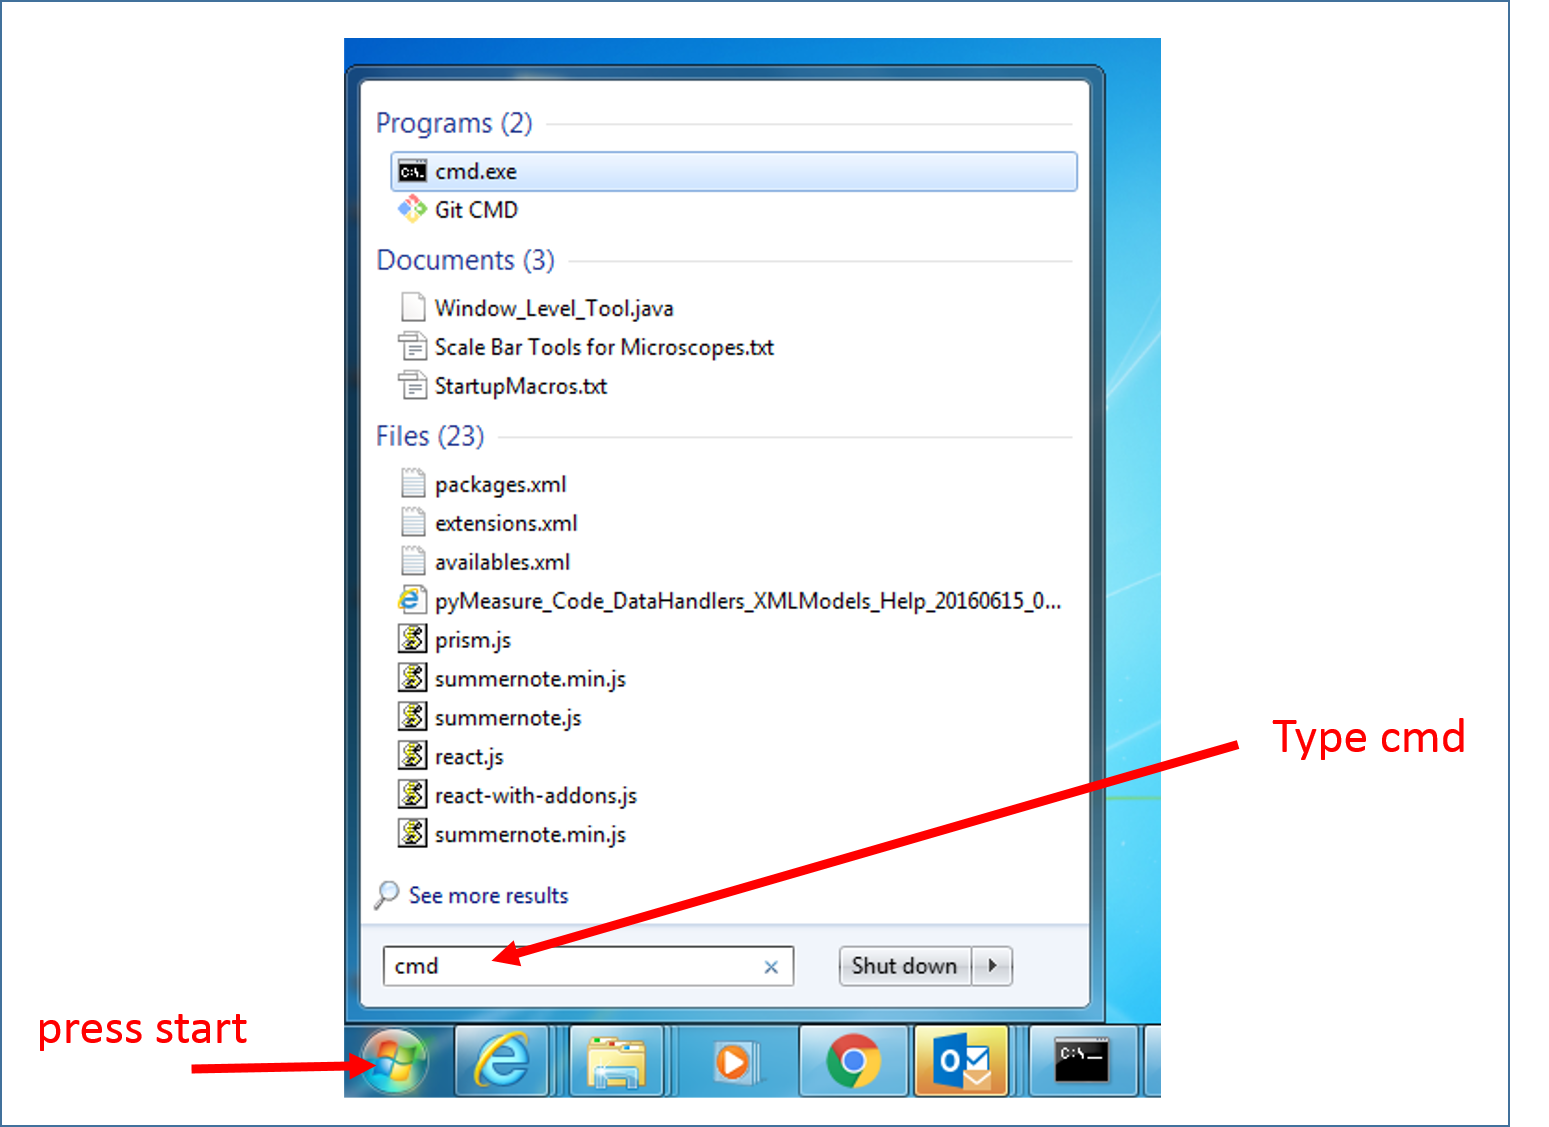 Programs (2)
cmd.exe
Git CMD
Documents (3)
Window_Level_Tool.java
Scale Bar Tools for Microscopes.txt
StartupMacros.txt
Files (23)
packages.xml
extensions.xml
availables.xml
pyMeasure_Code_DataHandlers_XMLModels_Help_20160615_0...
prism.js
summernote.min.js
summernote.js
react.js
react-with-addons.js
summernote.min.js
See more results
Type cmd
cmd
Shut down
press start
C:\_